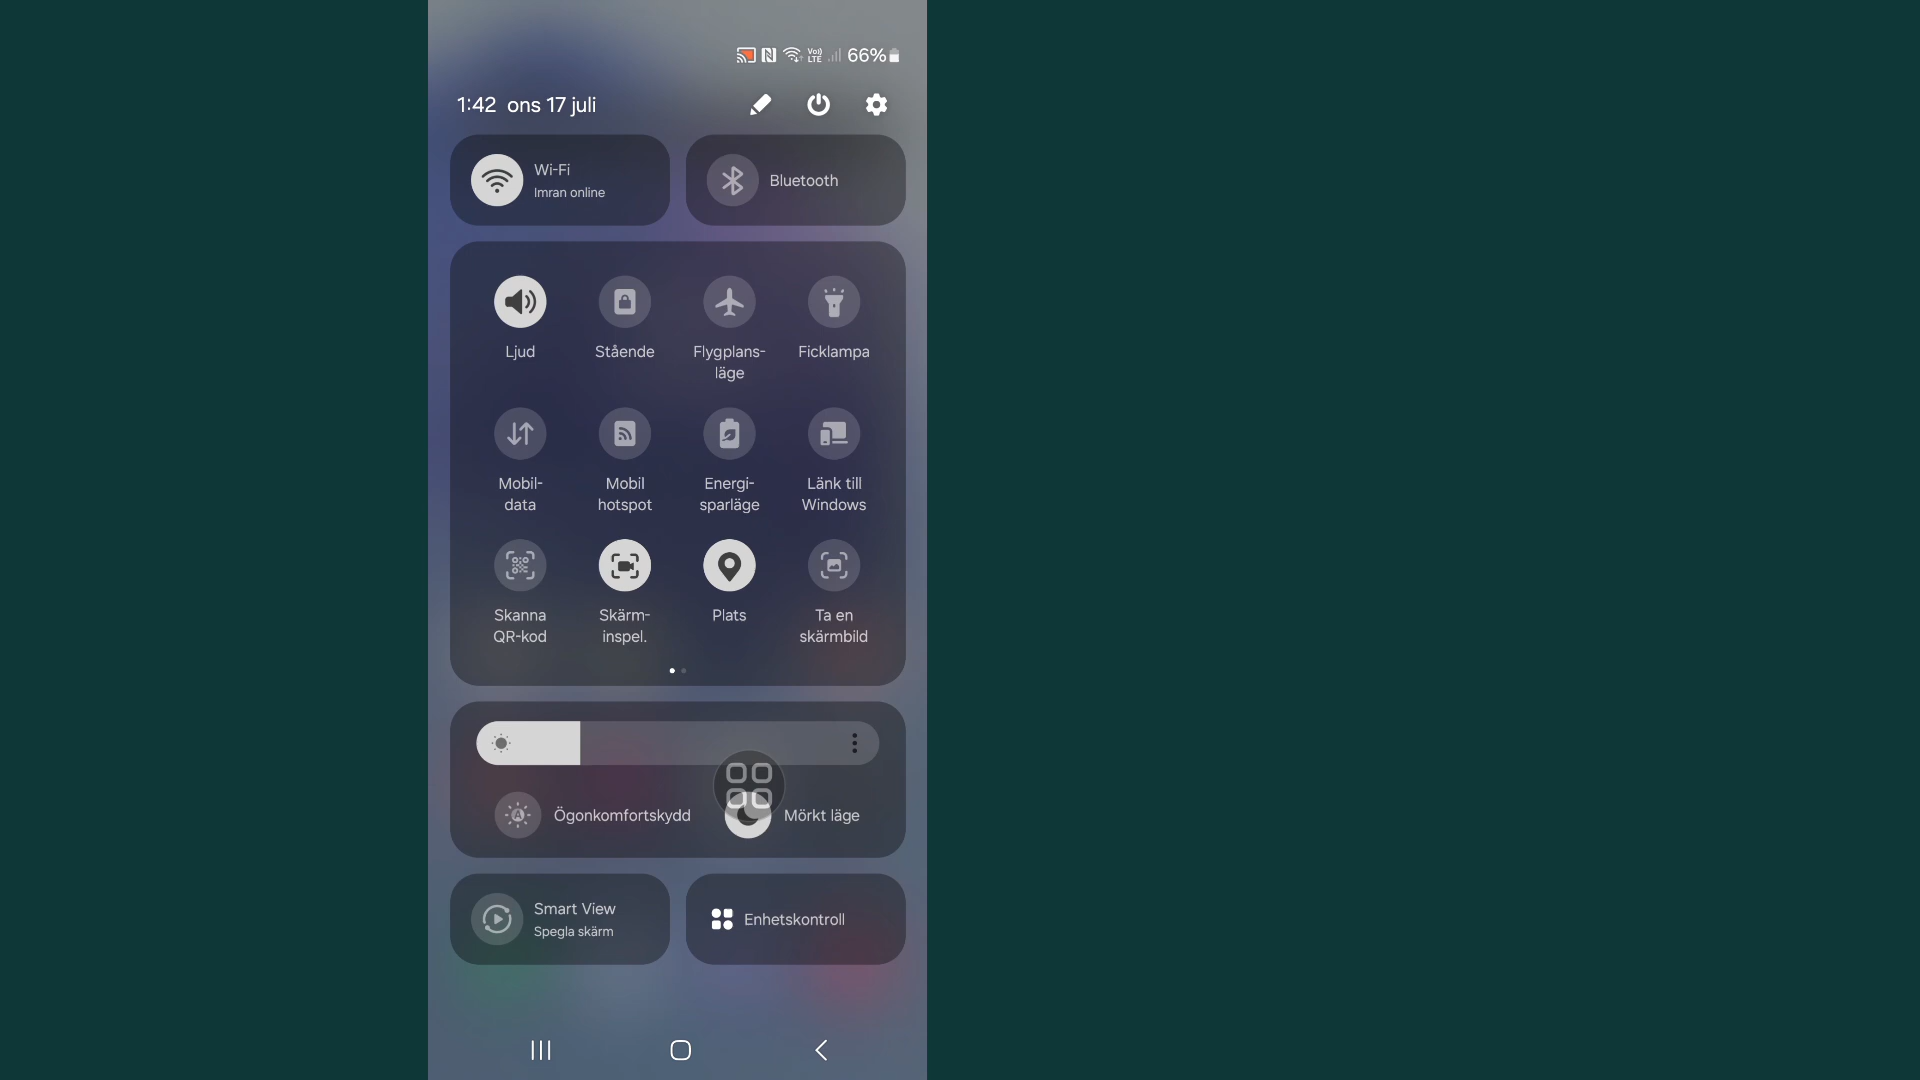 Vo))
LTE
66%
1:42 ons 17 juli
Wi-Fi
Imran online
Bluetooth
Ljud
Stående
Flygplans-
läge
Ficklampa
Mobil-
data
Mobil
hotspot
Energi-
sparläge
Länk till
Windows
Skanna
QR-kod
Skärm-
inspel.
Plats
Ta en
skärmbild
Ögonkomfortskydd
Mörkt läge
Smart View
Spegla skärm
Enhetskontroll